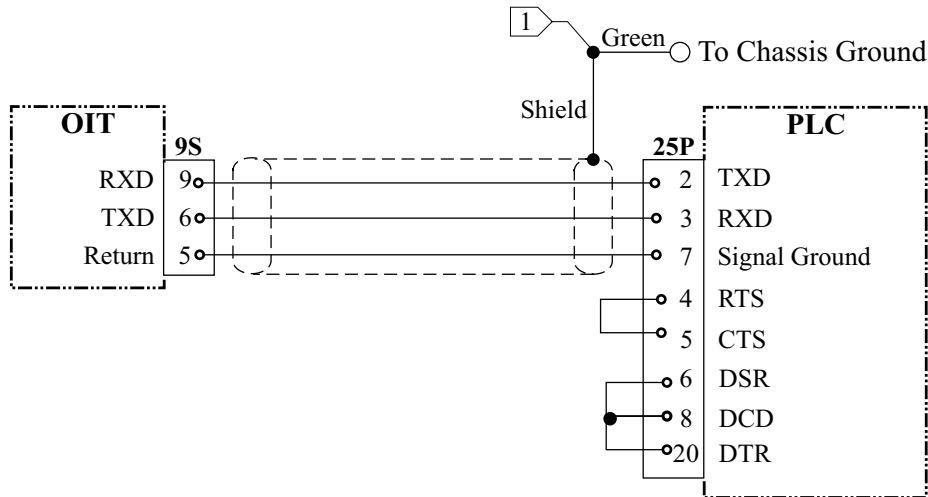 1
Green
To Chassis Ground
Shield
OIT
PLC
9S
25P
RXD 9
2 TXD
TXD 6
3 RXD
Return 5
7 Signal Ground
4 RTS
5 CTS
6 DSR
8 DCD
20 DTR